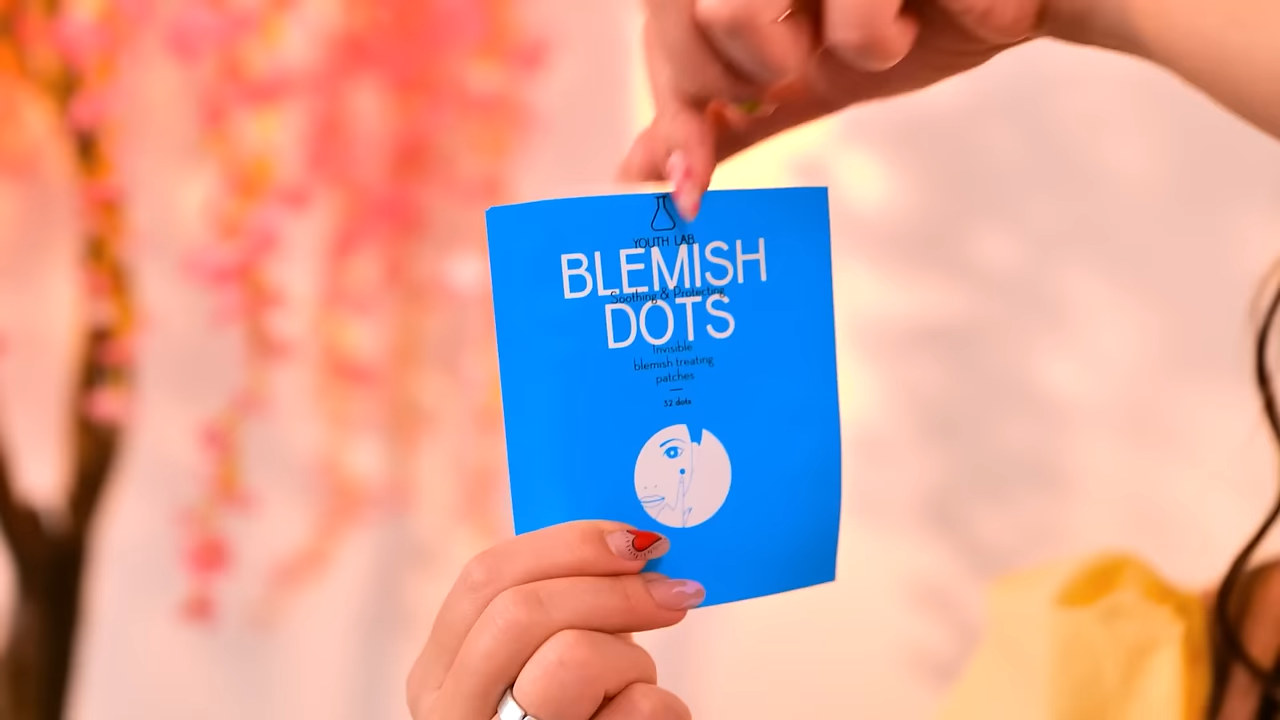 YOUTH LAB.
BLEMISH
Soothing & Protecting
DOTS
Invisible
blemish treating
patches
32 dots